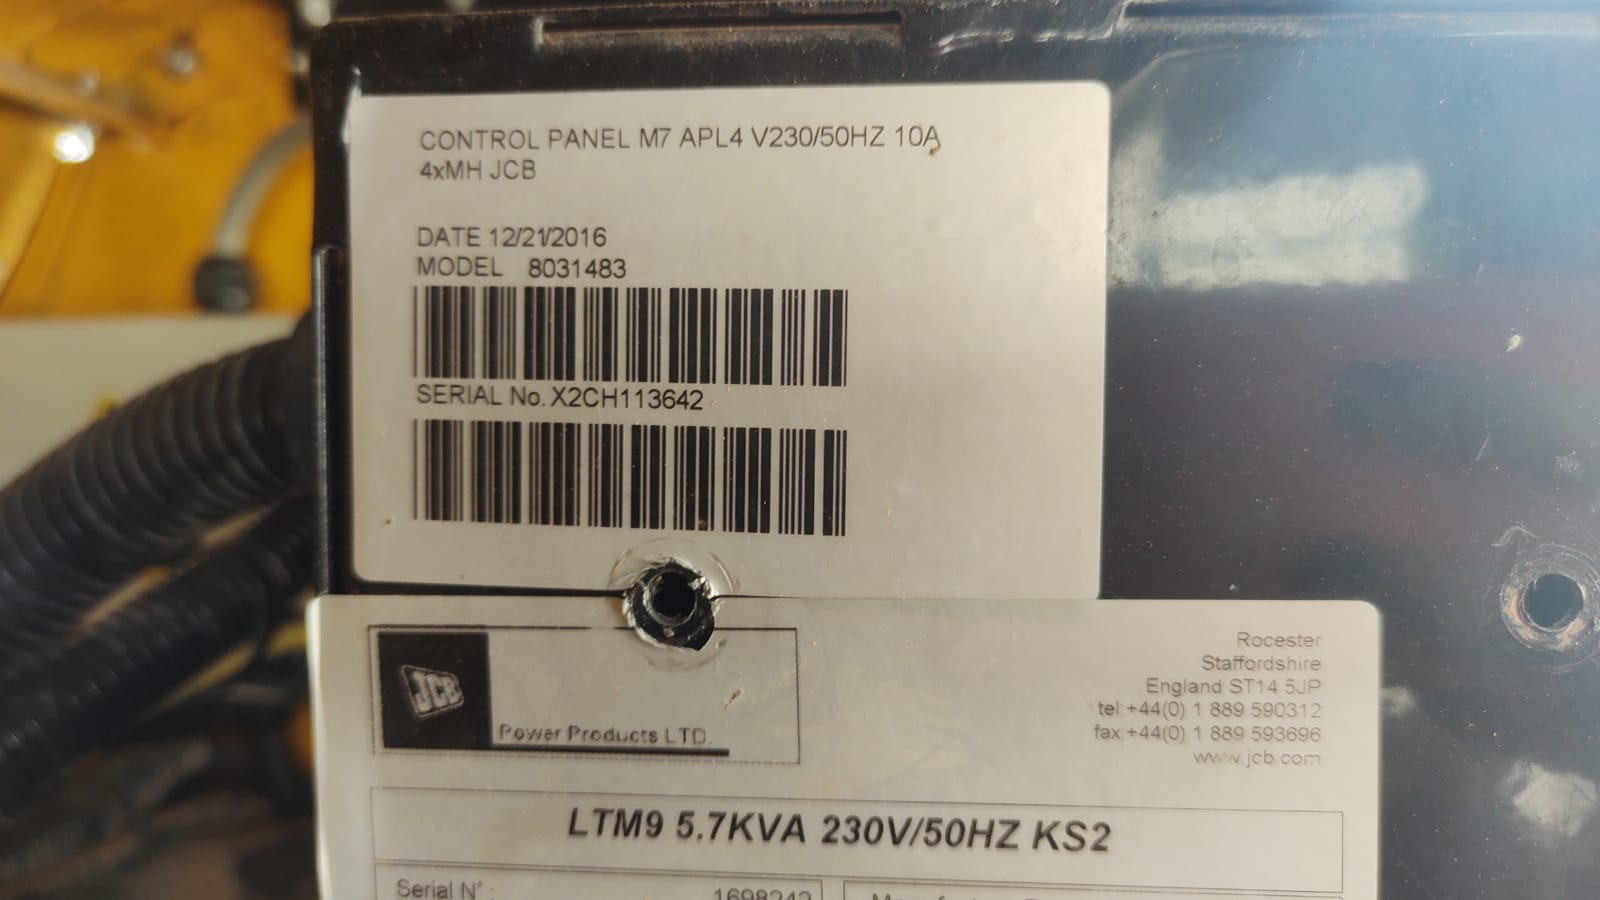 CONTROL PANEL M7 APL4 V230/50HZ 10A
4xMH JCB
DATE 12/21/2016
MODEL 8031483
SERIAL No. X2CH113642
JCB
Power Products LTD.
Rocester
Staffordshire
England ST14 5JP
tel:+44(0) 1 889 590312
fax:+44(0) 1 889 593696
www.jcb.com
LTM9 5.7KVA 230V/50HZ KS2
Serial N° : 1698242